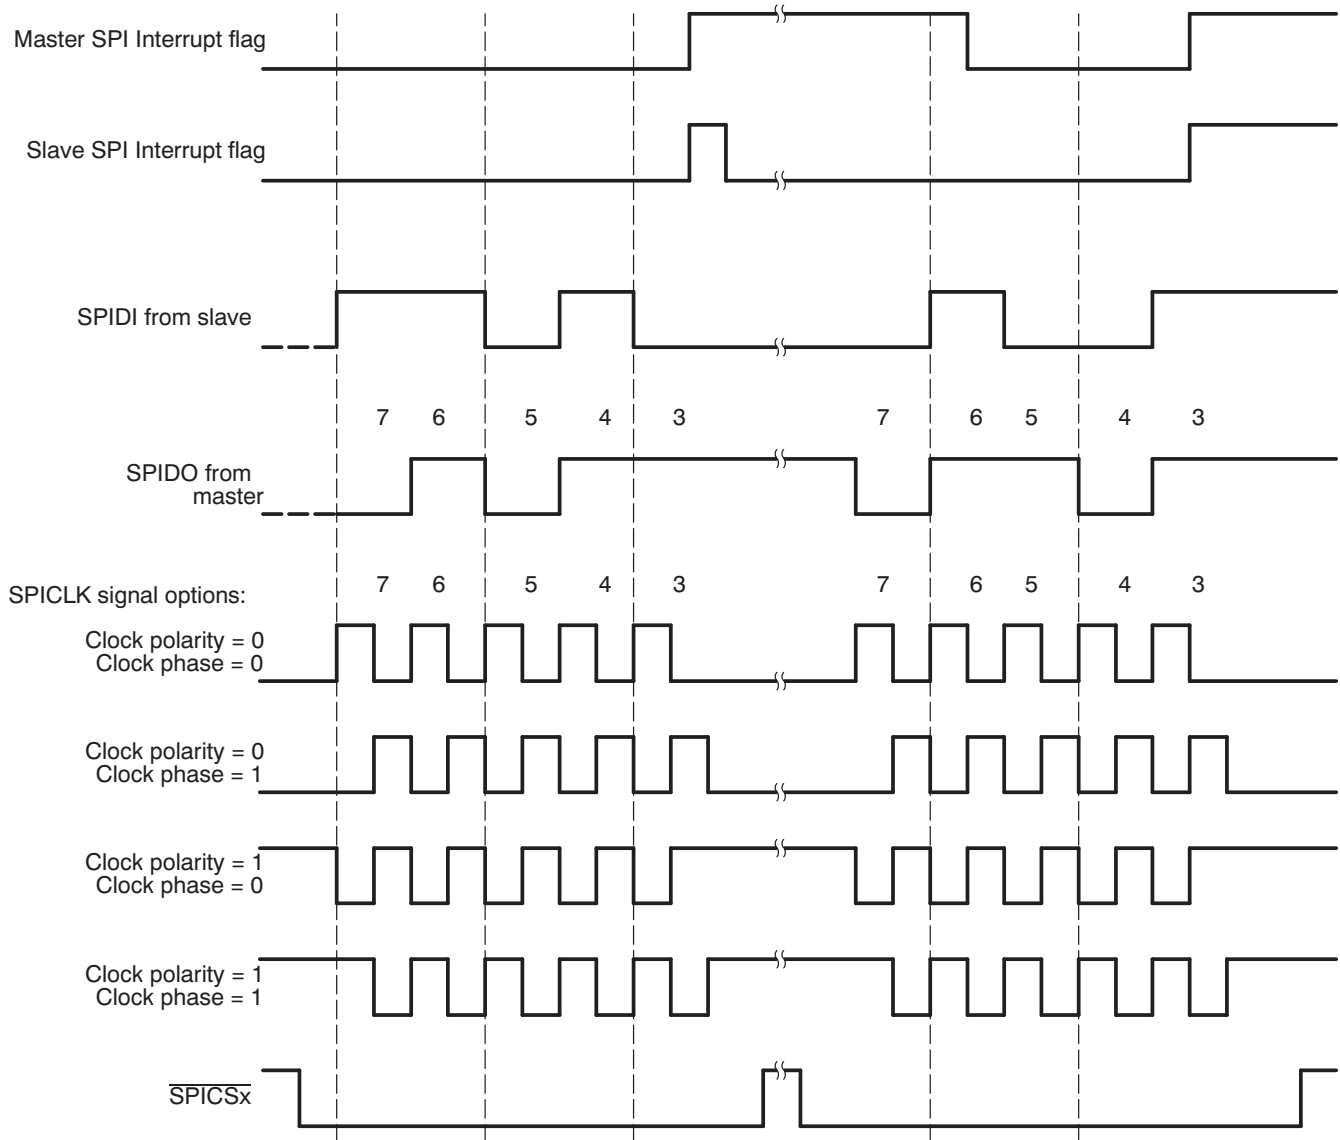 Master SPI Interrupt flag
Slave SPI Interrupt flag
SPIDI from slave
7 6 5 4 3 7 6 5 4 3
SPIDO from
master
7 6 5 4 3 7 6 5 4 3
SPICLK signal options:
Clock polarity = 0
Clock phase = 0
Clock polarity = 0
Clock phase = 1
Clock polarity = 1
Clock phase = 0
Clock polarity = 1
Clock phase = 1
SPICSx